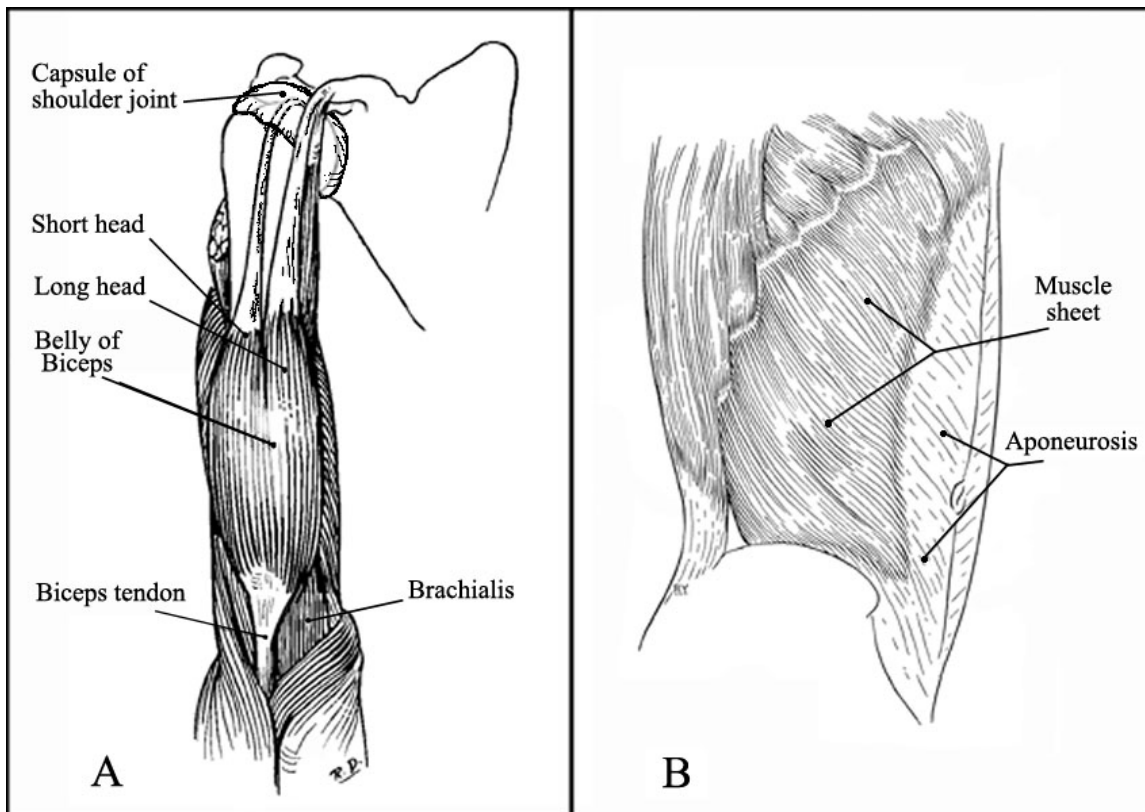 Capsule of
shoulder joint
Short head
Long head
Belly of
Biceps
Biceps tendon
Brachialis
R.D.
A
Muscle
sheet
Aponeurosis
B